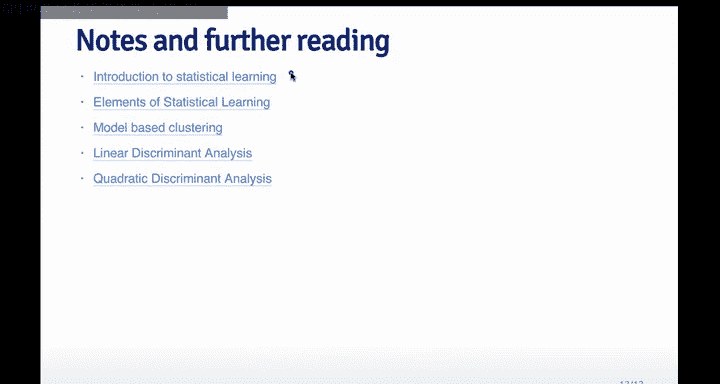 Notes and further reading
· Introduction to statistical learning
· Elements of Statistical Learning
· Model based clustering
· Linear Discriminant Analysis
· Quadratic Discriminant Analysis